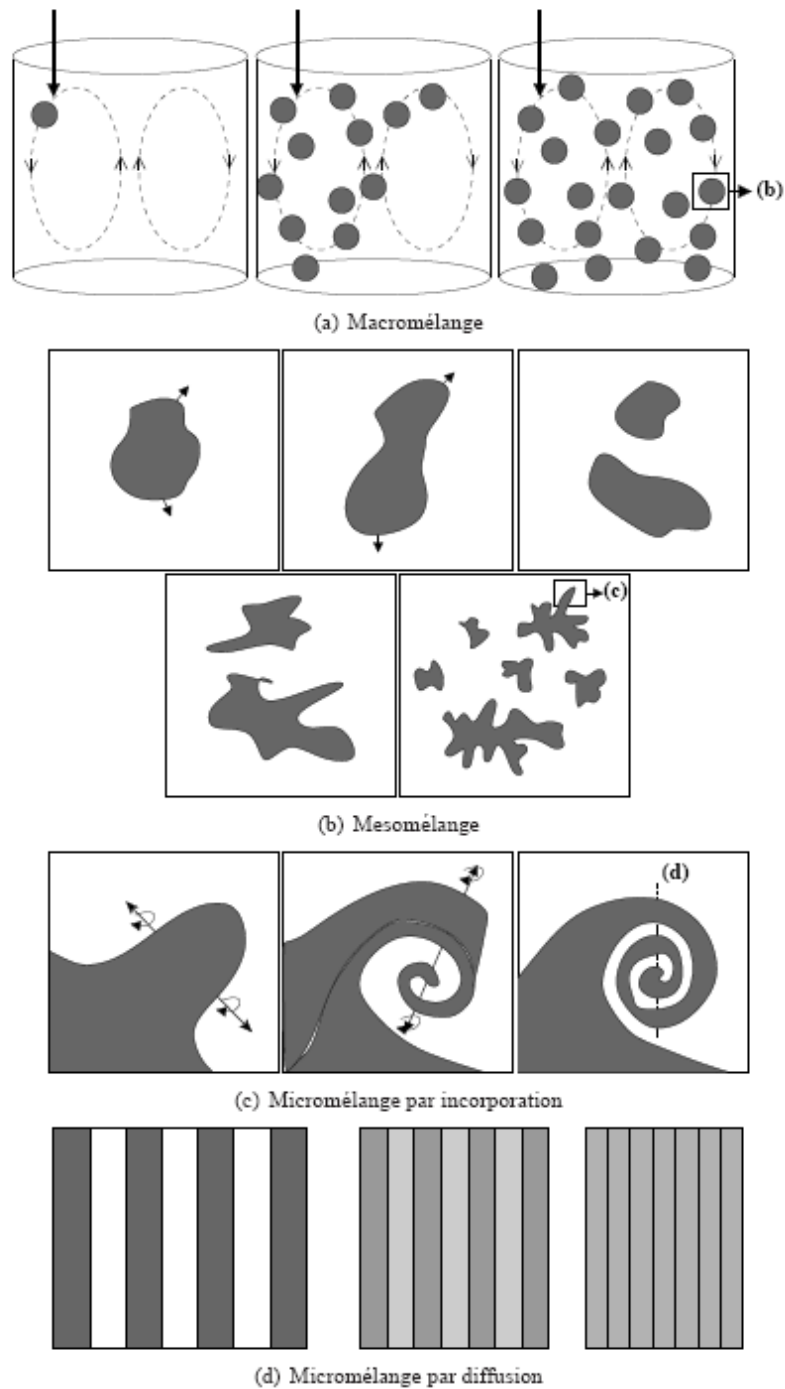 (b)
(a) Macromélange
(c)
(b) Mesomélange
(d)
(c) Micromélange par incorporation
(d) Micromélange par diffusion